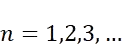 n = 1,2,3, ...